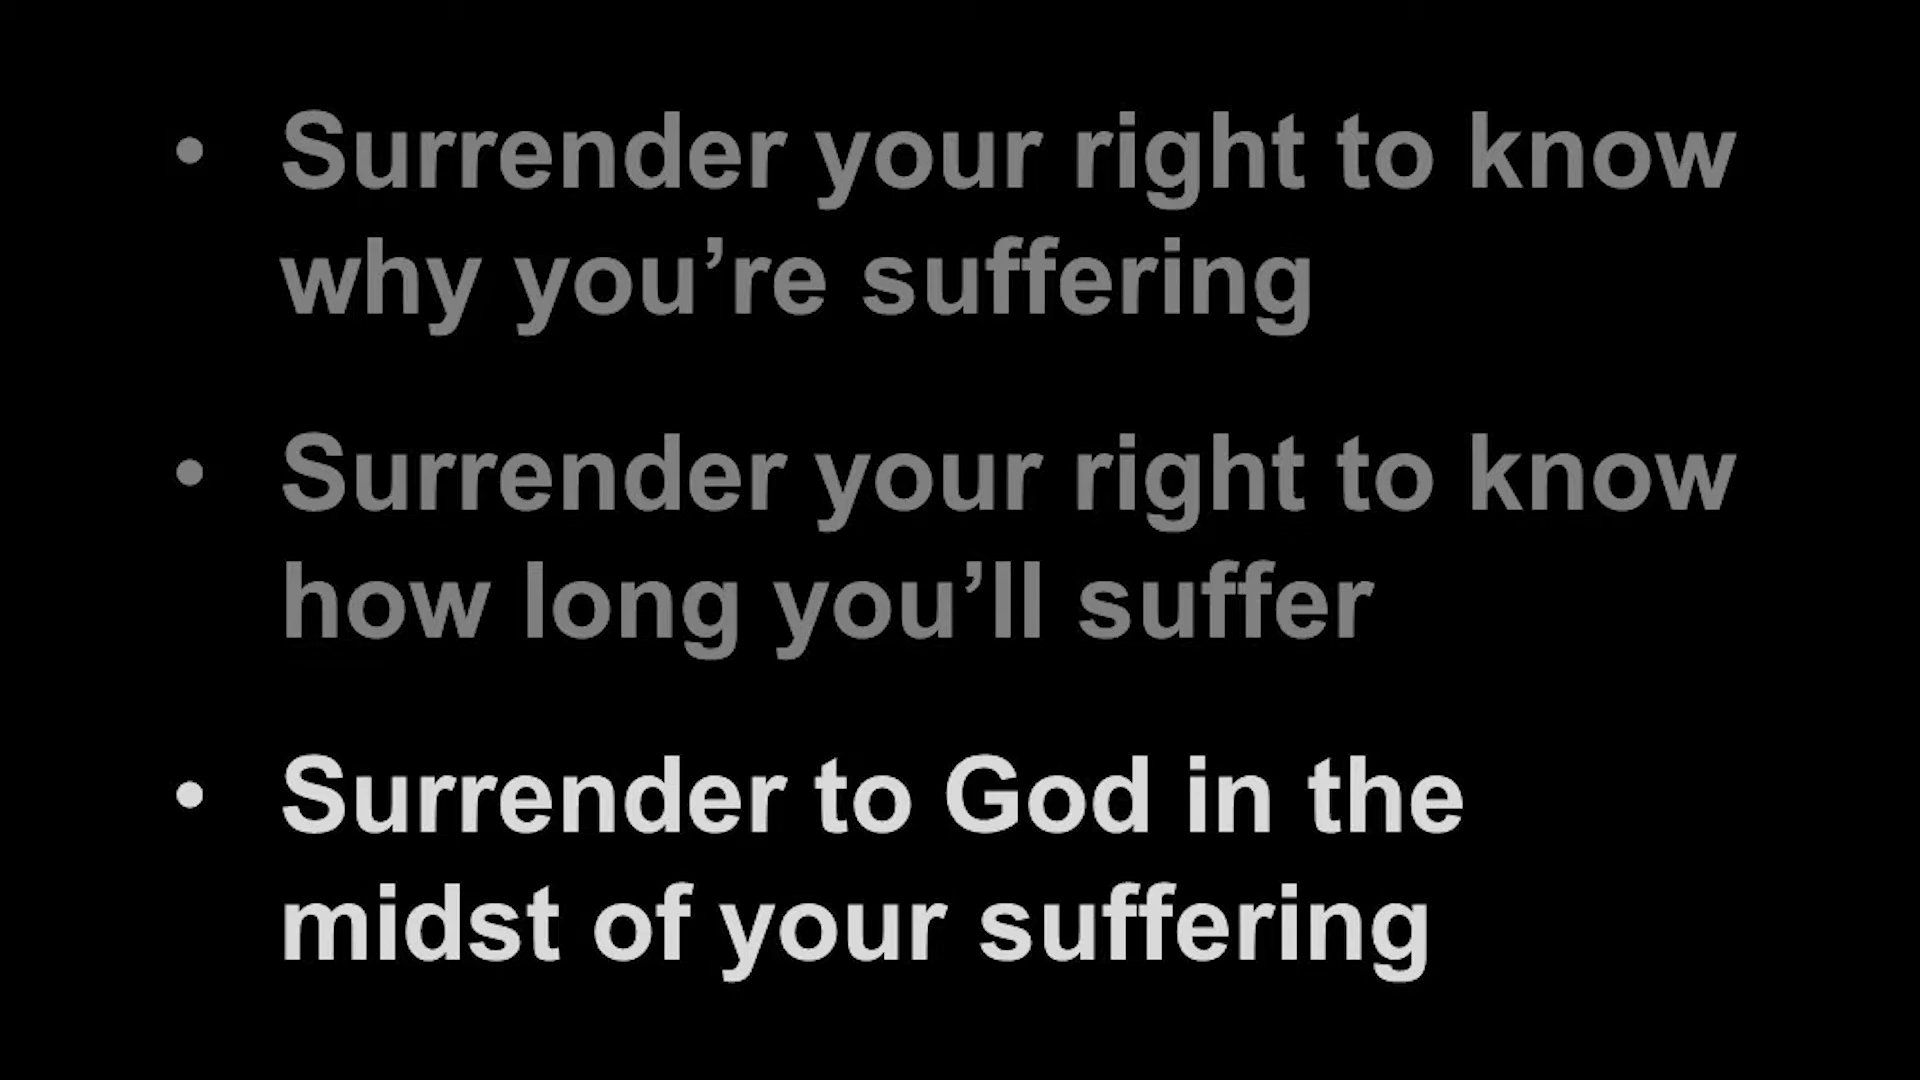 • Surrender your right to know
why you’re suffering
• Surrender your right to know
how long you’ll suffer
• Surrender to God in the
midst of your suffering